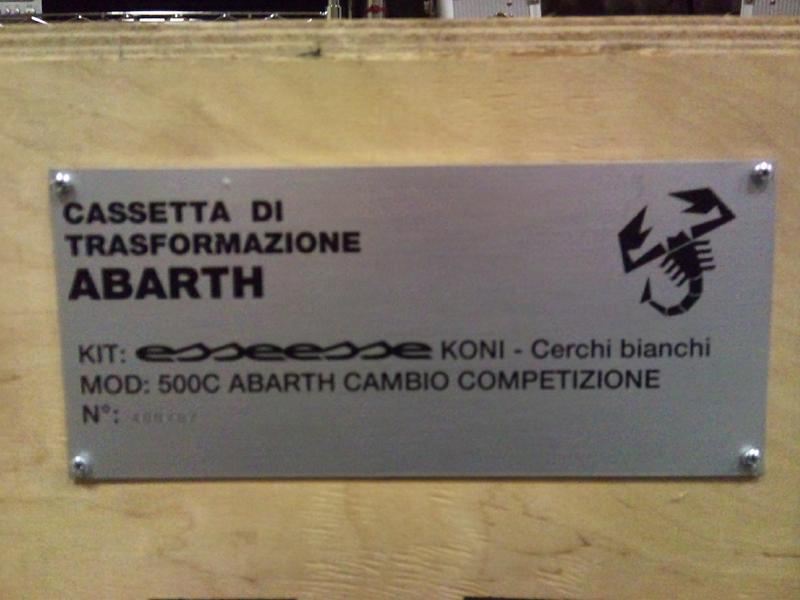 CASSETTA DI
TRASFORMAZIONE
ABARTH
KIT: esseesse KONI - Cerchi bianchi
MOD: 500C ABARTH CAMBIO COMPETIZIONE
N°: